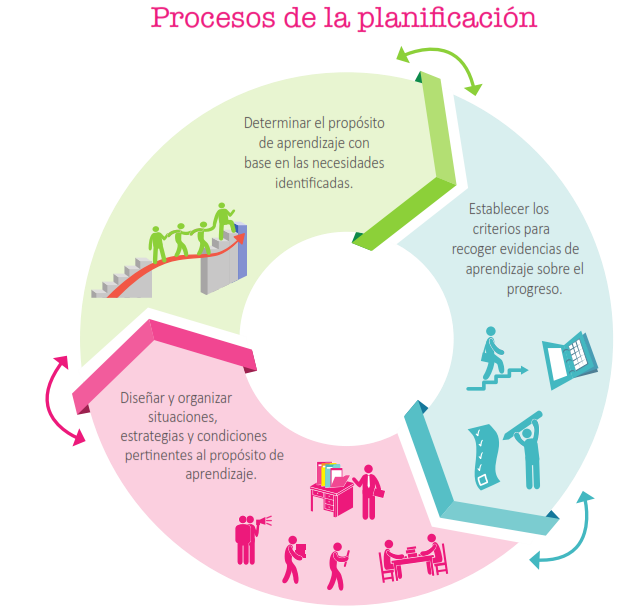 Procesos de la planificación
Determinar el propósito
de aprendizaje con
base en las necesidades
identificadas.
Establecer los
criterios para
recoger evidencias de
aprendizaje sobre el
progreso.
Diseñar y organizar
situaciones,
estrategias y condiciones
pertinentes al propósito de
aprendizaje.